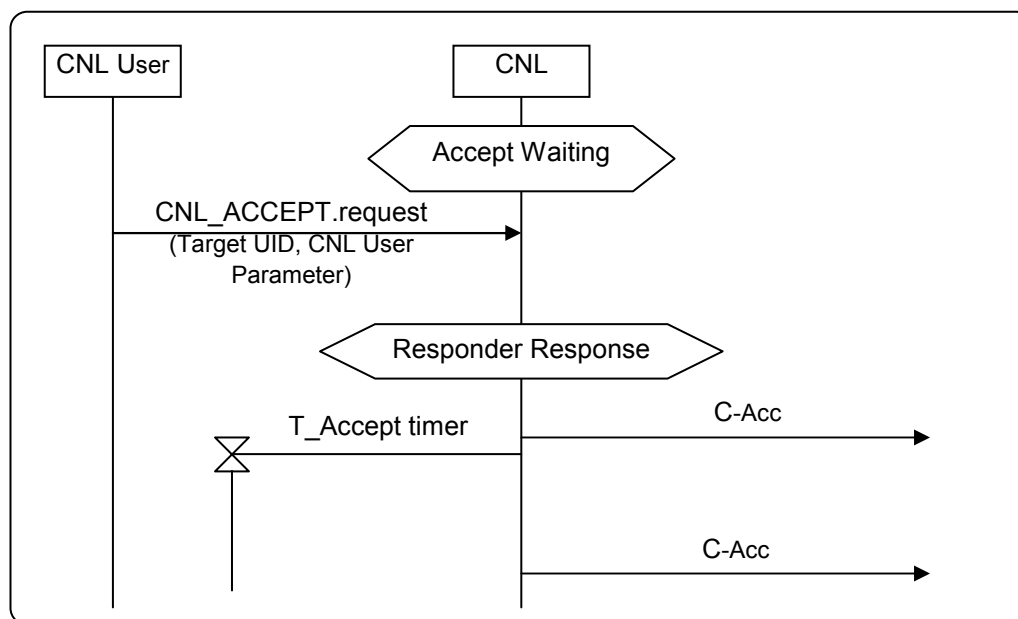 CNL User
CNL
Accept Waiting
CNL_ACCEPT.request
(Target UID, CNL User
Parameter)
Responder Response
T_Accept timer
C-Acc
C-Acc